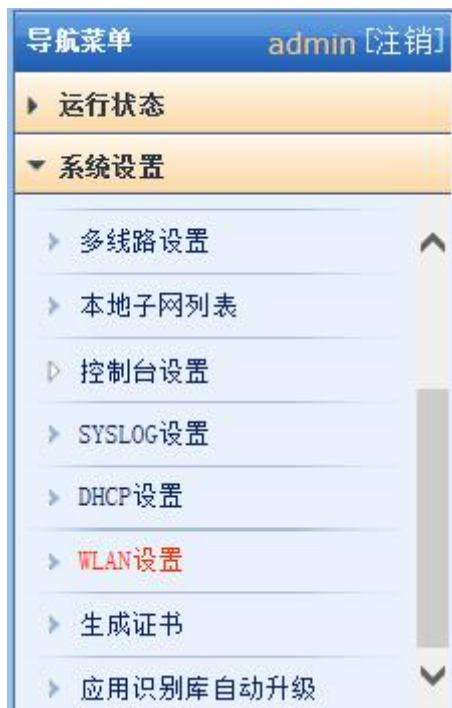 导航菜单 admin [注销]
运行状态
系统设置
多线路设置
本地子网列表
控制台设置
SYSLOG设置
DHCP设置
WLAN设置
生成证书
应用识别库自动升级